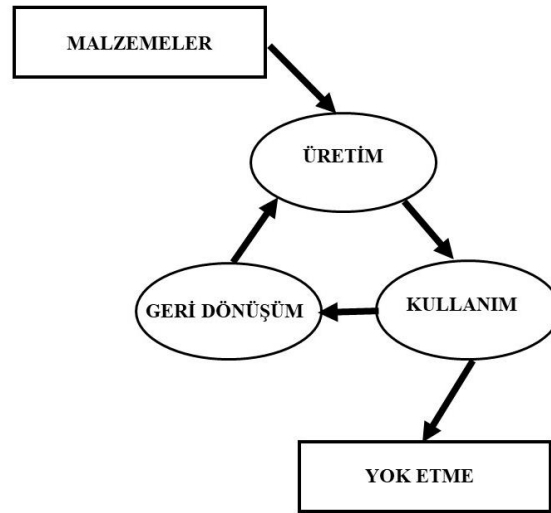 MALZEMELER
ÜRETİM
GERİ DÖNÜŞÜM
KULLANIM
YOK ETME